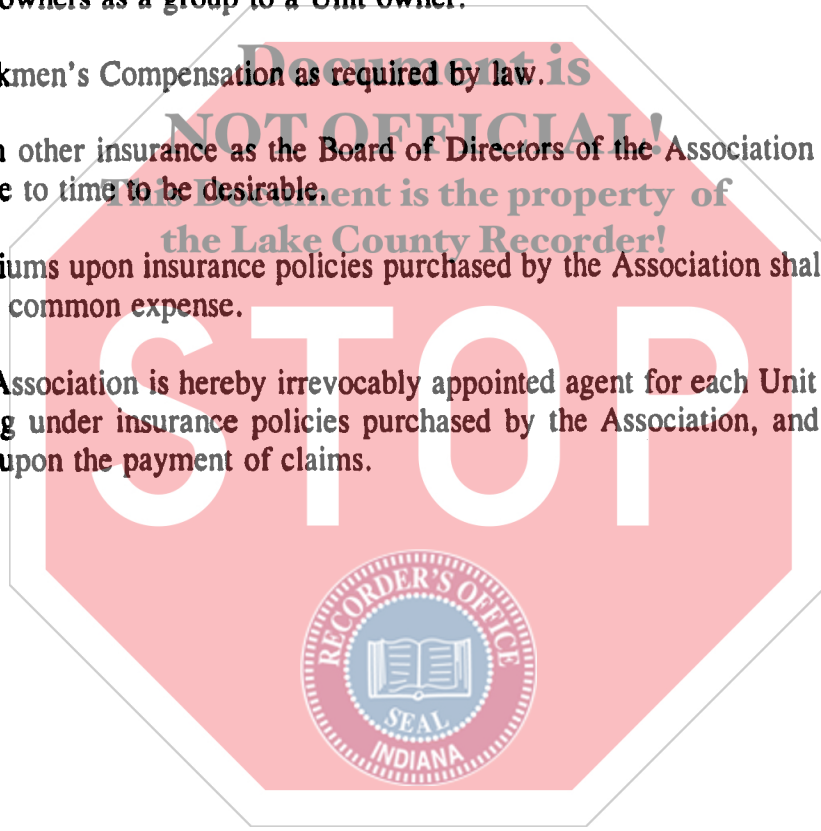 owners as a group to a Unit owner.
Document is
kmen's Compensation as required by law.
NOT OFFICIAL!
other insurance as the Board of Directors of the Association
This Document is the property of
e to time to be desirable.
the Lake County Recorder!
iums upon insurance policies purchased by the Association shal
common expense.
STOP
Association is hereby irrevocably appointed agent for each Unit
g under insurance policies purchased by the Association, and
upon the payment of claims.
RECORDER'S OFFICE
SEAL
INDIANA